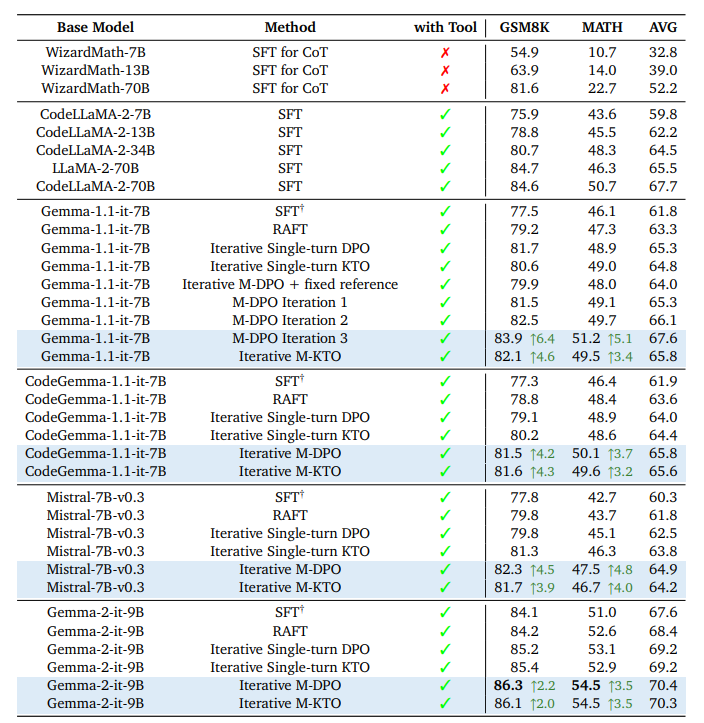 Base Model Method with Tool GSM8K MATH AVG
WizardMath-7B SFT for CoT ✗ 54.9 10.7 32.8
WizardMath-13B SFT for CoT ✗ 63.9 14.0 39.0
WizardMath-70B SFT for CoT ✗ 81.6 22.7 52.2
CodeLLaMA-2-7B SFT ✓ 75.9 43.6 59.8
CodeLLaMA-2-13B SFT ✓ 78.8 45.5 62.2
CodeLLaMA-2-34B SFT ✓ 80.7 48.3 64.5
LLaMA-2-70B SFT ✓ 84.7 46.3 65.5
CodeLLaMA-2-70B SFT ✓ 84.6 50.7 67.7
Gemma-1.1-it-7B SFT† ✓ 77.5 46.1 61.8
Gemma-1.1-it-7B RAFT ✓ 79.2 47.3 63.3
Gemma-1.1-it-7B Iterative Single-turn DPO ✓ 81.7 48.9 65.3
Gemma-1.1-it-7B Iterative Single-turn KTO ✓ 80.6 49.0 64.8
Gemma-1.1-it-7B Iterative M-DPO + fixed reference ✓ 79.9 48.0 64.0
Gemma-1.1-it-7B M-DPO Iteration 1 ✓ 81.5 49.1 65.3
Gemma-1.1-it-7B M-DPO Iteration 2 ✓ 82.5 49.7 66.1
Gemma-1.1-it-7B M-DPO Iteration 3 ✓ 83.9 ↑6.4 51.2 ↑5.1 67.6
Gemma-1.1-it-7B Iterative M-KTO ✓ 82.1 ↑4.6 49.5 ↑3.4 65.8
CodeGemma-1.1-it-7B SFT† ✓ 77.3 46.4 61.9
CodeGemma-1.1-it-7B RAFT ✓ 78.8 48.4 63.6
CodeGemma-1.1-it-7B Iterative Single-turn DPO ✓ 79.1 48.9 64.0
CodeGemma-1.1-it-7B Iterative Single-turn KTO ✓ 80.2 48.6 64.4
CodeGemma-1.1-it-7B Iterative M-DPO ✓ 81.5 ↑4.2 50.1 ↑3.7 65.8
CodeGemma-1.1-it-7B Iterative M-KTO ✓ 81.6 ↑4.3 49.6 ↑3.2 65.6
Mistral-7B-v0.3 SFT† ✓ 77.8 42.7 60.3
Mistral-7B-v0.3 RAFT ✓ 79.8 43.7 61.8
Mistral-7B-v0.3 Iterative Single-turn DPO ✓ 79.8 45.1 62.5
Mistral-7B-v0.3 Iterative Single-turn KTO ✓ 81.3 46.3 63.8
Mistral-7B-v0.3 Iterative M-DPO ✓ 82.3 ↑4.5 47.5 ↑4.8 64.9
Mistral-7B-v0.3 Iterative M-KTO ✓ 81.7 ↑3.9 46.7 ↑4.0 64.2
Gemma-2-it-9B SFT† ✓ 84.1 51.0 67.6
Gemma-2-it-9B RAFT ✓ 84.2 52.6 68.4
Gemma-2-it-9B Iterative Single-turn DPO ✓ 85.2 53.1 69.2
Gemma-2-it-9B Iterative Single-turn KTO ✓ 85.4 52.9 69.2
Gemma-2-it-9B Iterative M-DPO ✓ 86.3 ↑2.2 54.5 ↑3.5 70.4
Gemma-2-it-9B Iterative M-KTO ✓ 86.1 ↑2.0 54.5 ↑3.5 70.3